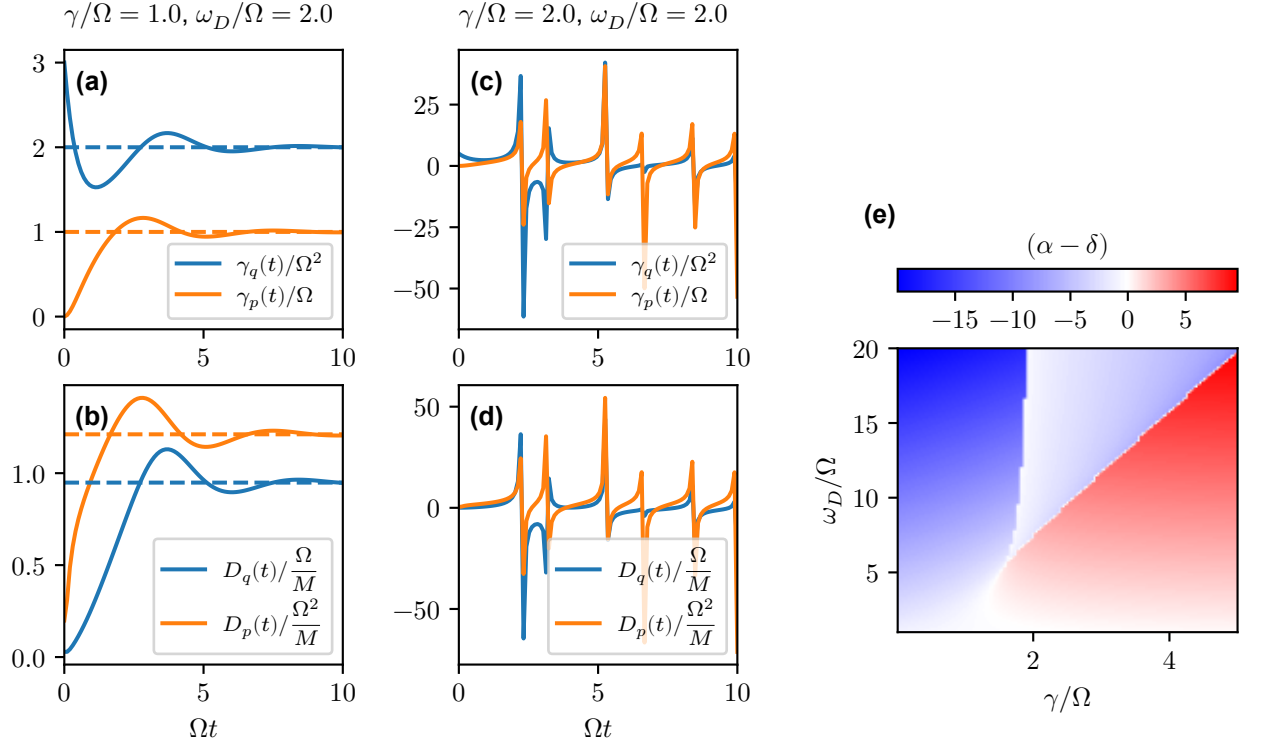 γ/Ω = 1.0, ω_D/Ω = 2.0
(a)
3
2
1
0
γ_q(t)/Ω²
γ_p(t)/Ω
0 5 10
(b)
1.0
0.5
0.0
D_q(t)/Ω/M
D_p(t)/Ω²/M
0 5 10
Ωt
γ/Ω = 2.0, ω_D/Ω = 2.0
(c)
25
0
−25
−50
γ_q(t)/Ω²
γ_p(t)/Ω
0 5 10
(d)
50
0
−50
D_q(t)/Ω/M
D_p(t)/Ω²/M
0 5 10
Ωt
(e)
(α − δ)
−15 −10 −5 0 5
20
15
10
5
ω_D/Ω
2 4
γ/Ω